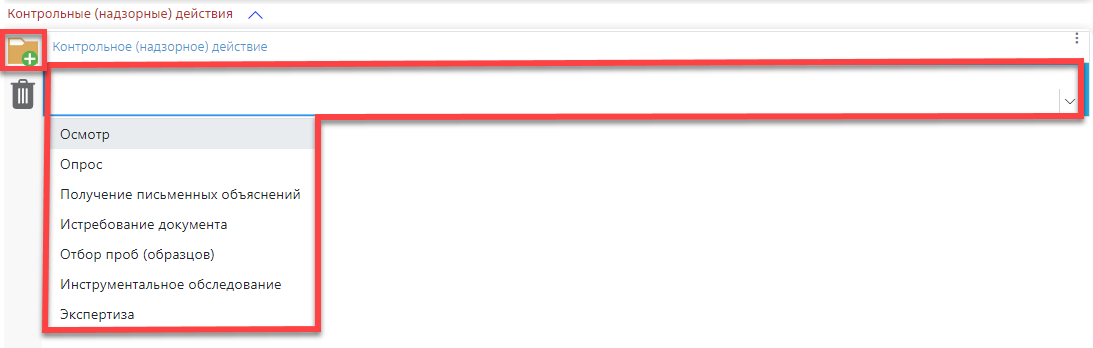 Контрольные (надзорные) действия
Контрольное (надзорное) действие
Осмотр
Опрос
Получение письменных объяснений
Истребование документа
Отбор проб (образцов)
Инструментальное обследование
Экспертиза